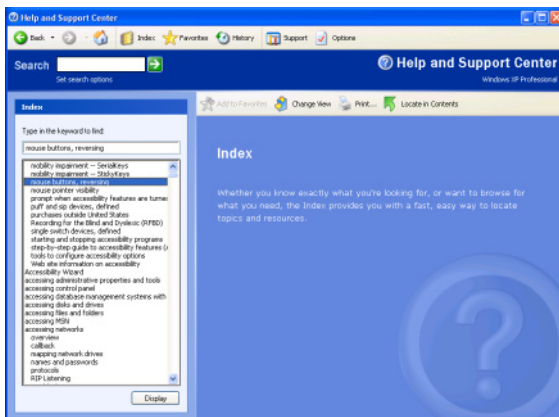 Help and Support Center
Back Index Favorites History Support Options
Search
Set search options
Help and Support Center
Windows XP Professional
Index
Add to Favorites Change View Print... Locate in Contents
Type in the keyword to find:
mouse buttons, reversing
mobility impairment -- SerialKeys
mobility impairment -- StickyKeys
mouse buttons, reversing
mouse pointer visibility
prompt when accessibility features are turned
puff and sip devices, defined
purchases outside United States
Recording for the Blind and Dyslexic (RFBD)
single switch devices, defined
starting and stopping accessibility programs
step-by-step guide to accessibility features (
tools to configure accessibility options
Web site information on accessibility
Accessibility Wizard
accessing administrative properties and tools
accessing control panel
accessing database management systems with
accessing disks and drives
accessing files and folders
accessing MSN
accessing networks
overview
callback
mapping network drives
names and passwords
protocols
RIP Listening
Display
Index
Whether you know exactly what you're looking for, or want to browse for
what you need, the Index provides you with a fast, easy way to locate
topics and resources.